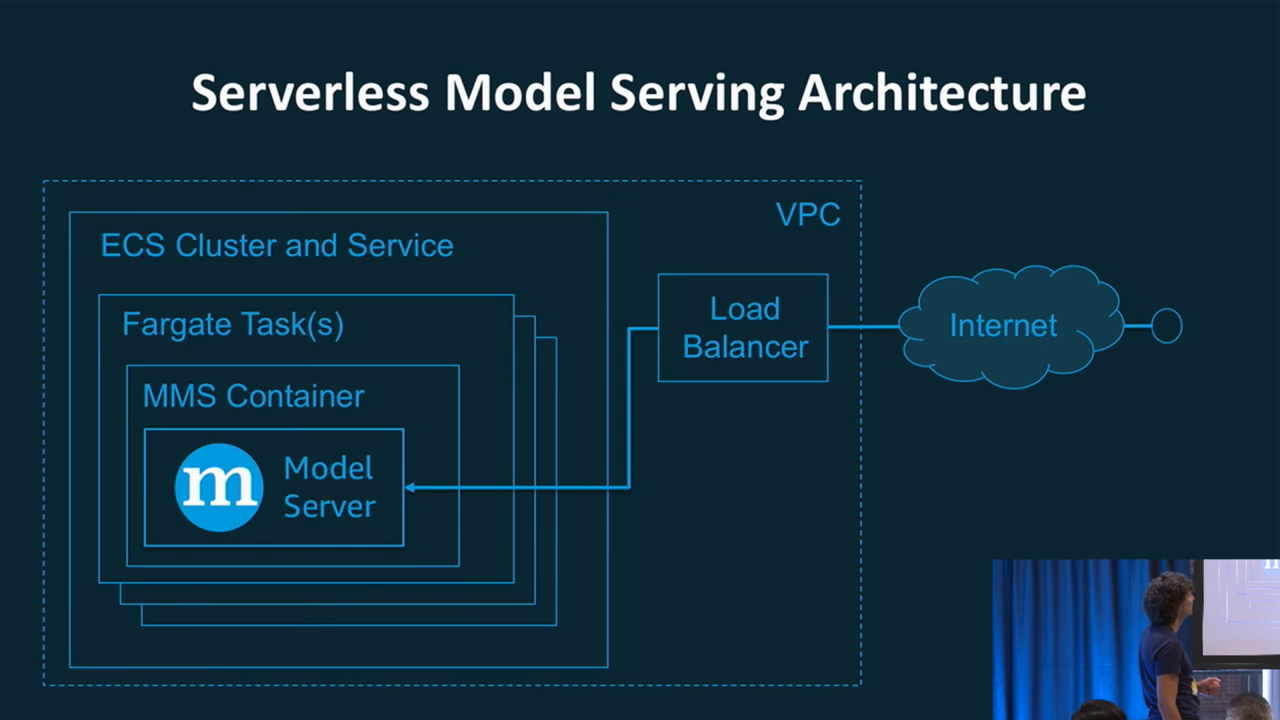 Serverless Model Serving Architecture
VPC
ECS Cluster and Service
Fargate Task(s)
MMS Container
m
Model
Server
Load
Balancer
Internet